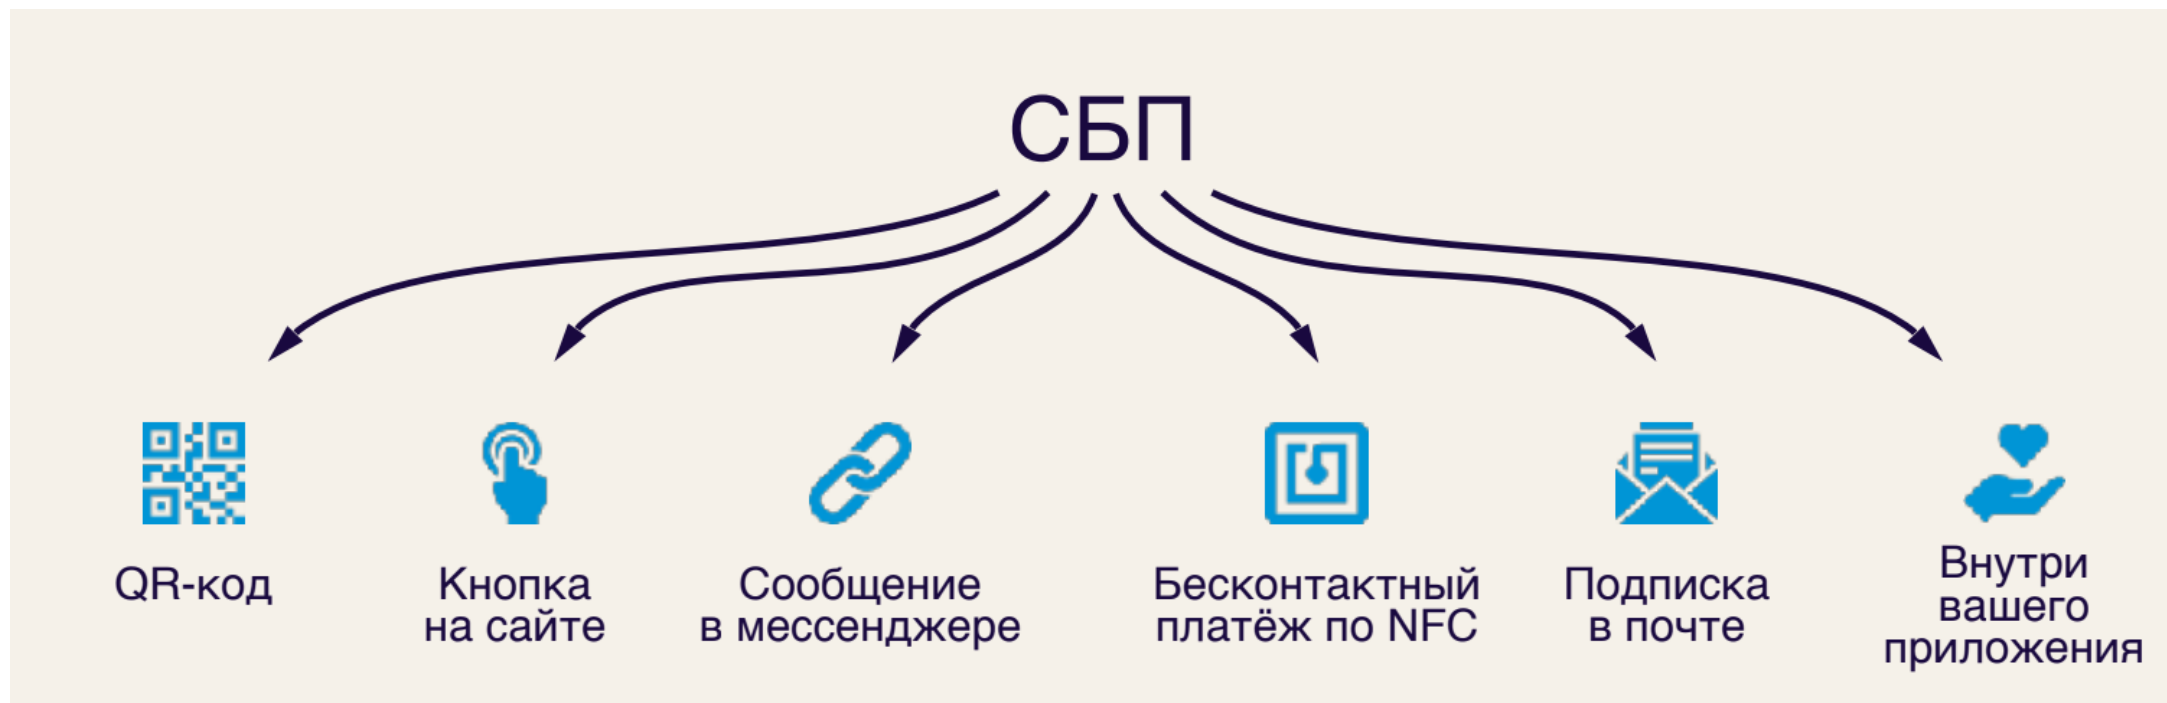 СБП
QR-код
Кнопка
на сайте
Сообщение
в мессенджере
Бесконтактный
платёж по NFC
Подписка
в почте
Внутри
вашего
приложения